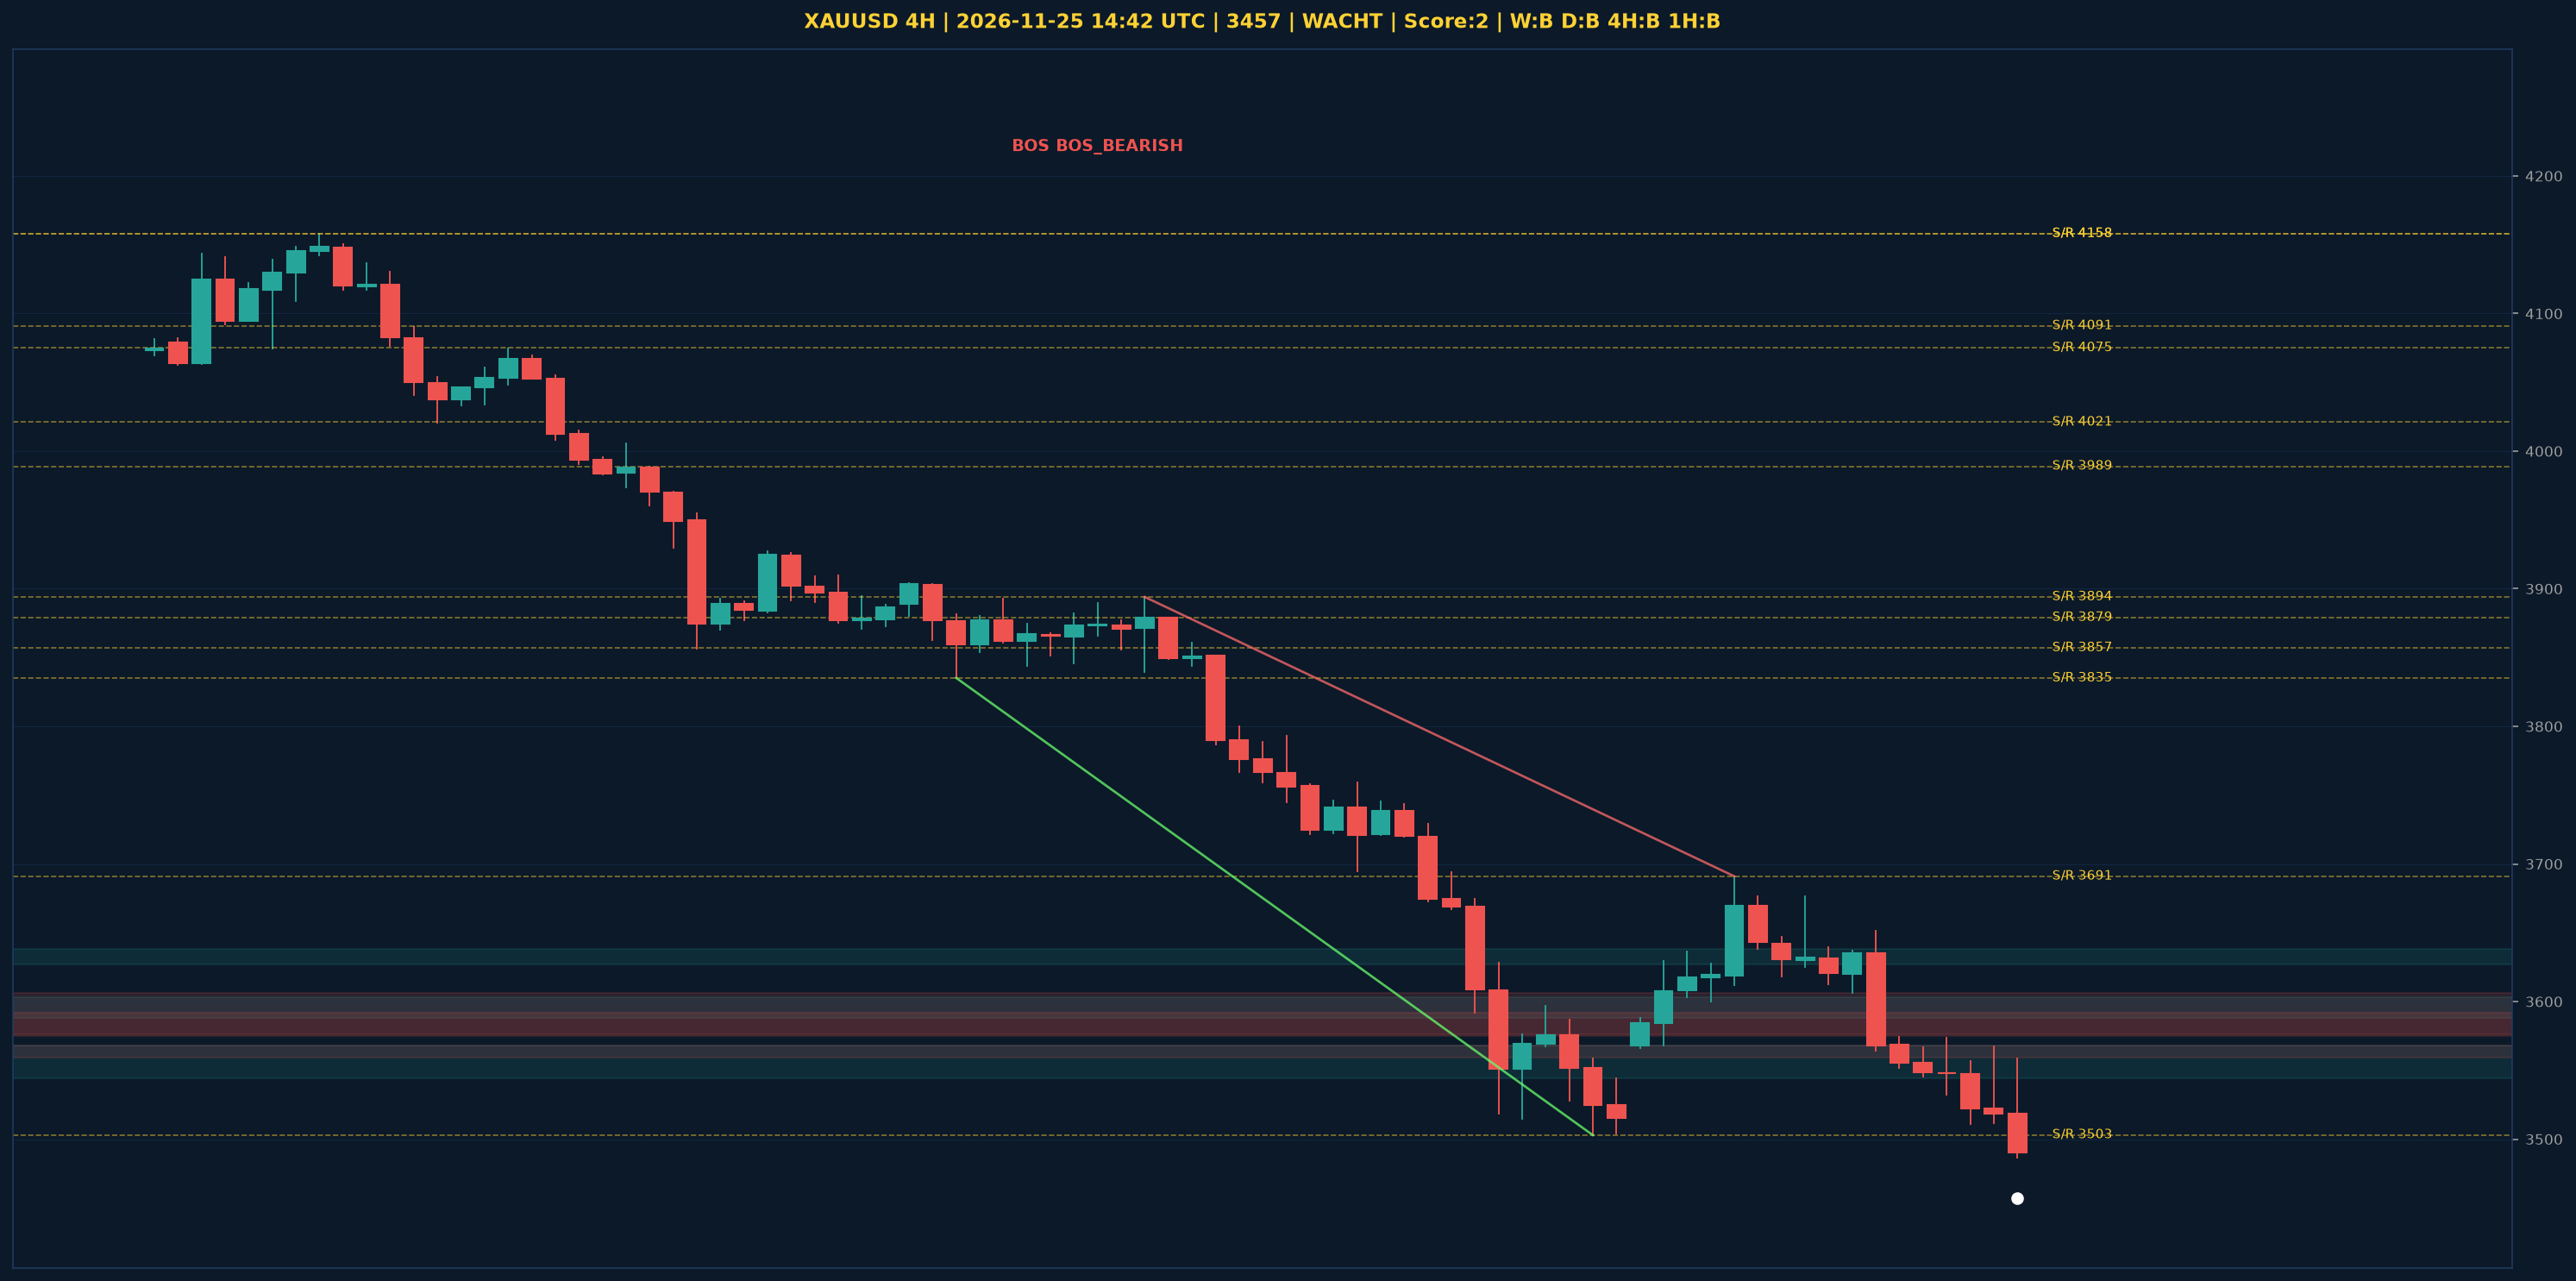 XAUUSD 4H | 2026-11-25 14:42 UTC | 3457 | WACHT | Score:2 | W:B D:B 4H:B 1H:B
BOS BOS_BEARISH
4200
S/R 4158
4100
S/R 4091
S/R 4075
S/R 4021
4000
S/R 3989
3900
S/R 3894
S/R 3879
S/R 3857
S/R 3835
3800
3700
S/R 3691
3600
S/R 3503
3500